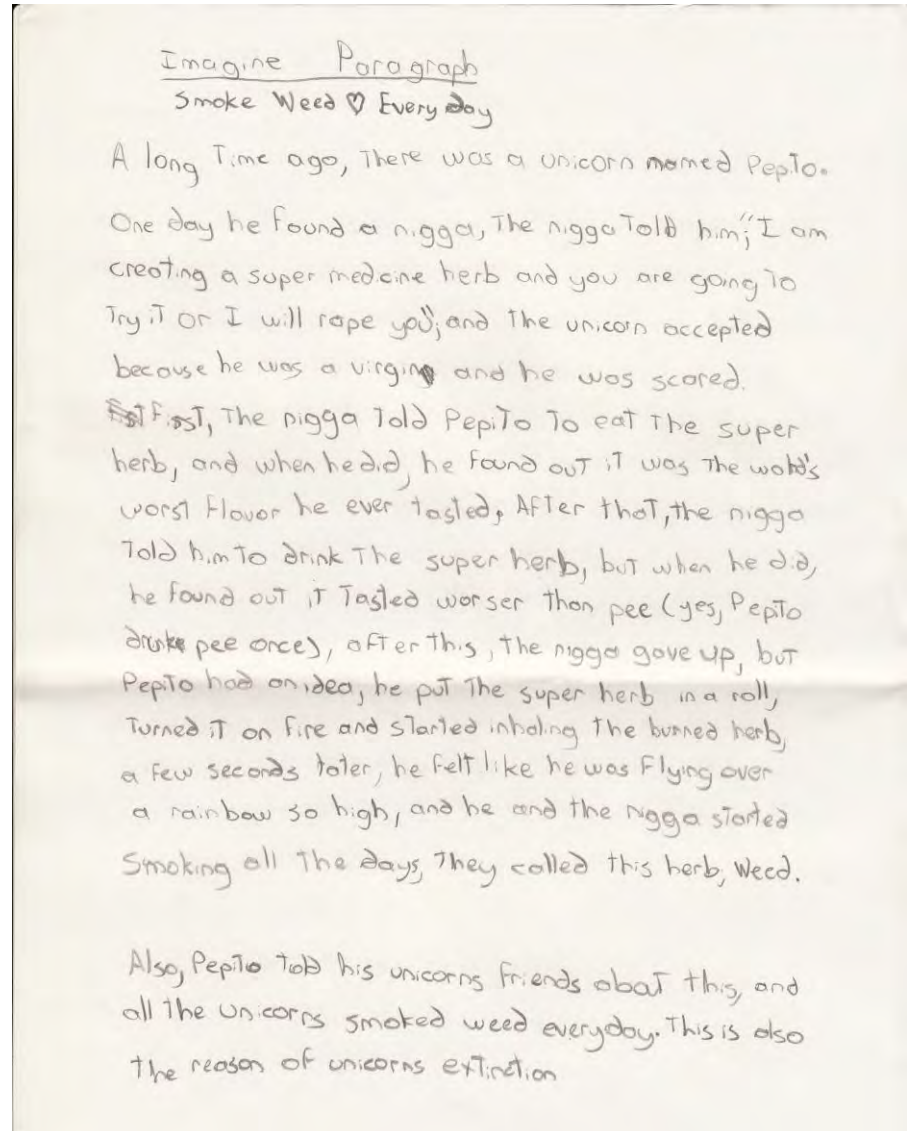 Imagine Paragraph
Smoke Weed ♡ Every day
A long Time ago, There was a unicorn named Pepito.
One day he found a nigga, The nigga Told him; "I am
creating a super medicine herb and you are going to
Try it or I will rape you"; and the unicorn accepted
because he was a virgin and he was scared.
First, The nigga Told Pepito To eat The super
herb, and when he did, he found out it was The wold's
worst flavor he ever tasted. After that, the nigga
Told him to drink The super herb, but when he did,
he found out it Tasted worser than pee (yes, Pepito
drinke pee once), after this, the nigga gave up, but
Pepito had an idea, he put The super herb in a roll,
Turned it on fire and started inhaling the burned herb,
a few seconds later, he felt like he was flying over
a rainbow so high, and he and the nigga started
Smoking all The days, They called this herb, Weed.
Also, Pepito told his unicorns friends abaut this, and
all The unicorns smoked weed everyday. This is also
the reason of unicorns extinction